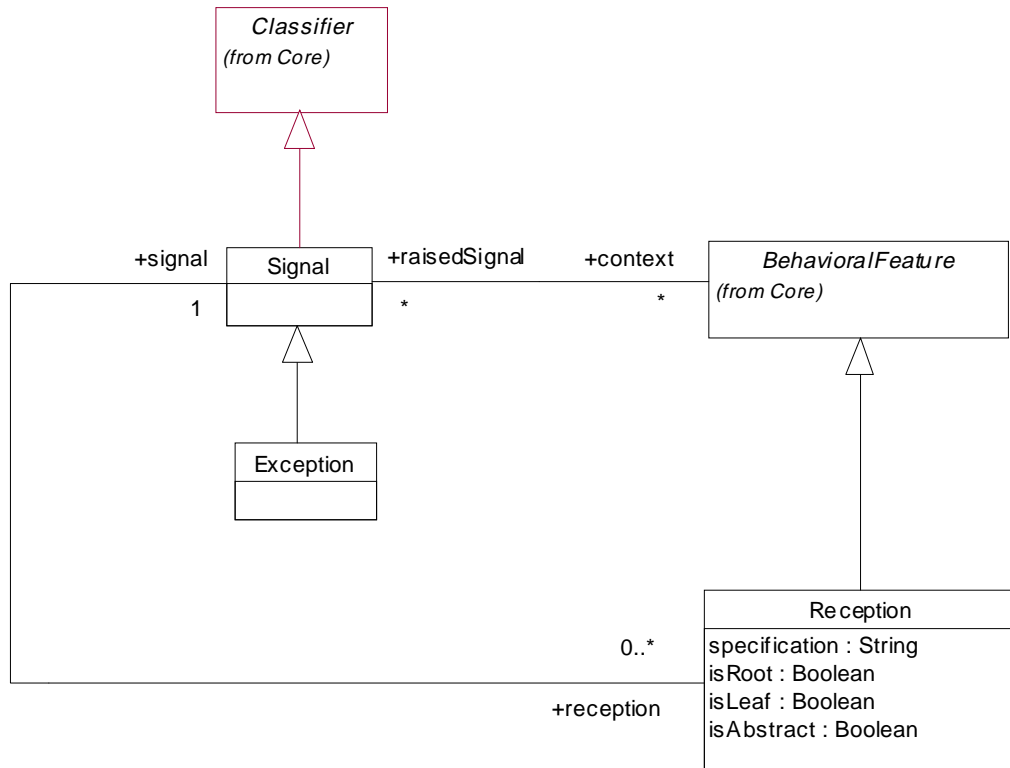 Classifier
(from Core)
+signal
Signal
+raisedSignal
+context
BehavioralFeature
(from Core)
1
*
*
Exception
Reception
0..*
specification : String
isRoot : Boolean
isLeaf : Boolean
+reception
isAbstract : Boolean